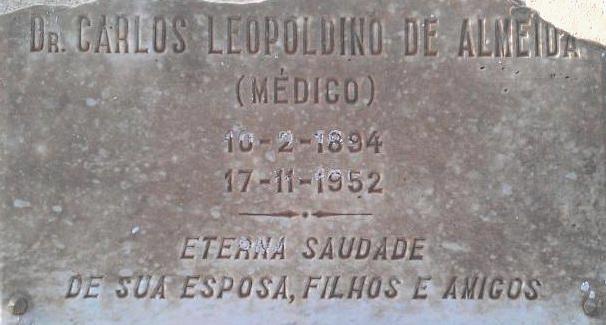 Dr. CARLOS LEOPOLDINO DE ALMEIDA
(MÉDICO)
10-2-1894
17-11-1952
ETERNA SAUDADE
DE SUA ESPOSA, FILHOS E AMIGOS